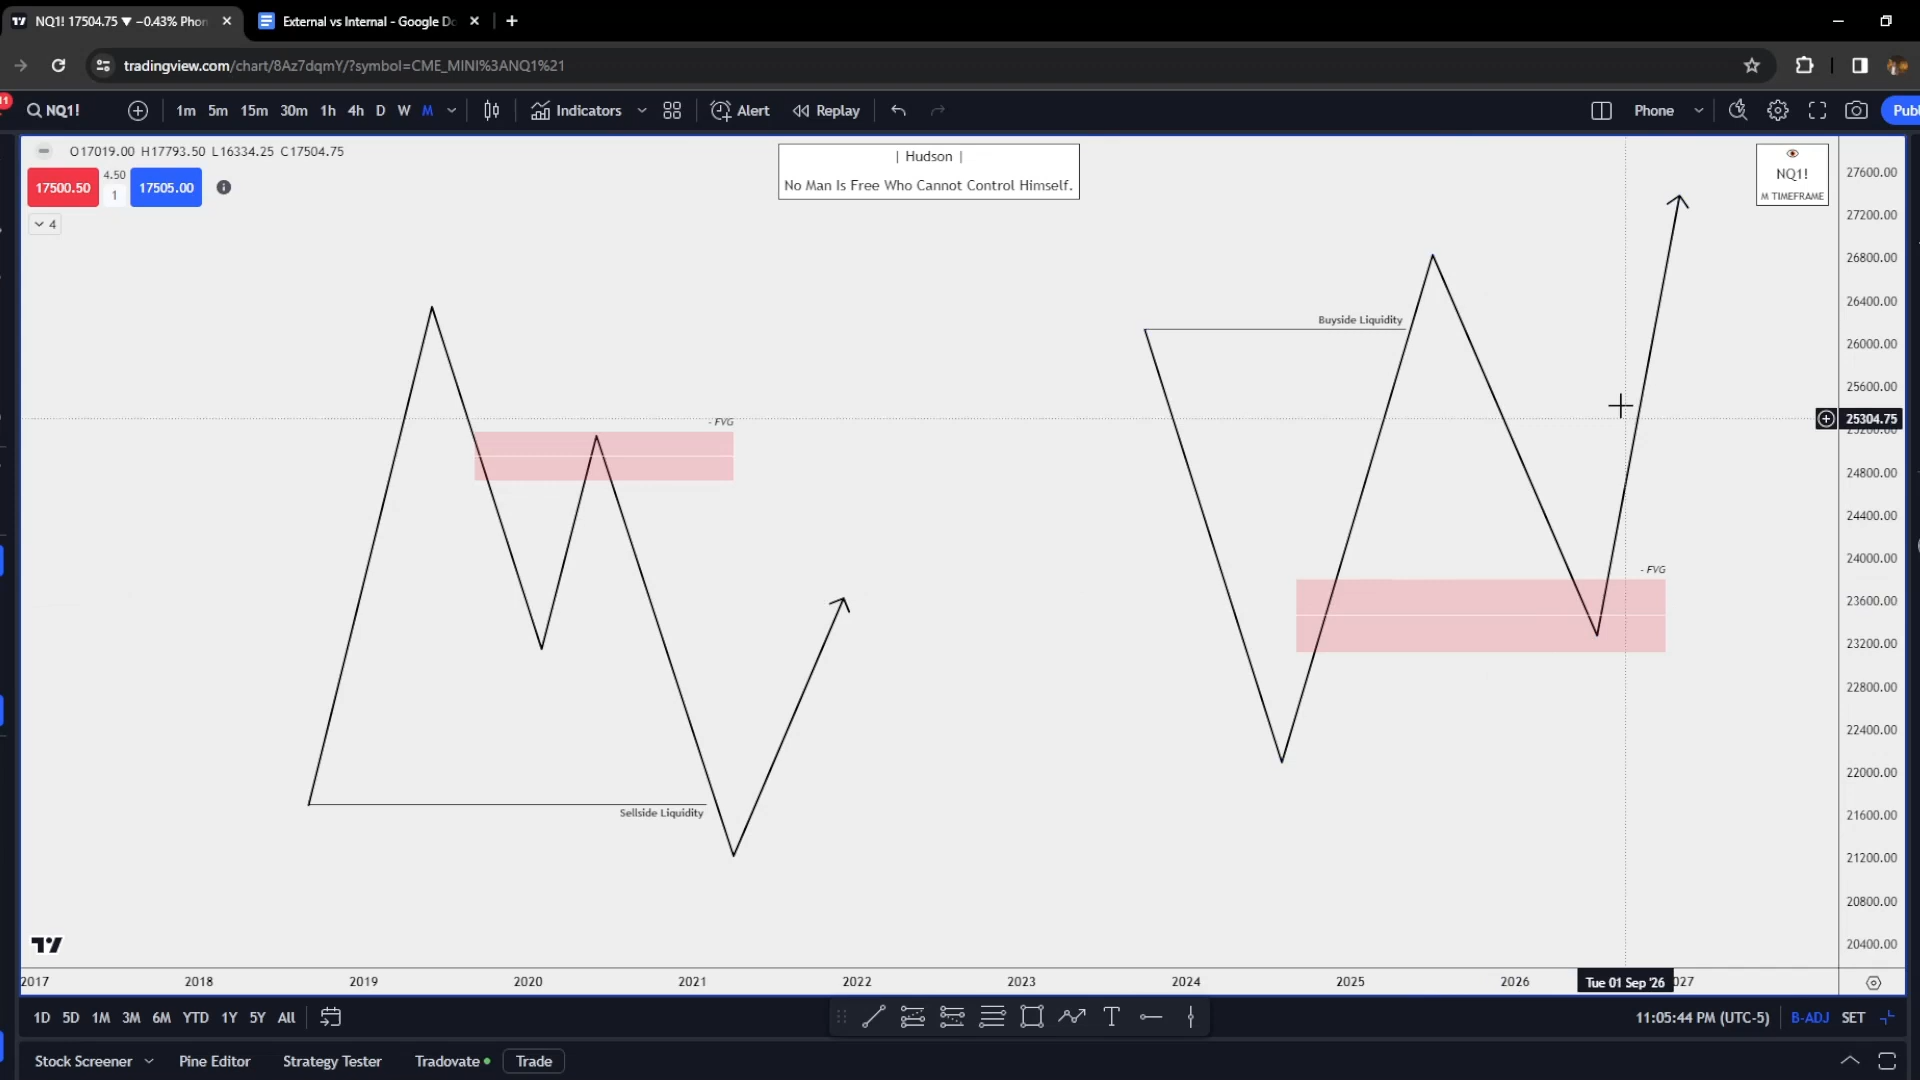 NQ1! 17504.75 ▼ −0.43% Phon
External vs Internal - Google Do
tradingview.com/chart/8Az7dqmY/?symbol=CME_MINI%3ANQ1%21
11
NQ1! 1m 5m 15m 30m 1h 4h D W M Indicators Alert Replay Phone Publ
O17019.00 H17793.50 L16334.25 C17504.75
17500.50 4.50 1 17505.00
4
| Hudson |
No Man Is Free Who Cannot Control Himself.
NQ1!
M TIMEFRAME
27600.00
27200.00
26800.00
26400.00
26000.00
25600.00
25304.75
25200.00
24800.00
24400.00
24000.00
23600.00
23200.00
22800.00
22400.00
22000.00
21600.00
21200.00
20800.00
20400.00
Buyside Liquidity
- FVG
- FVG
Sellside Liquidity
2017 2018 2019 2020 2021 2022 2023 2024 2025 2026 Tue 01 Sep '26 027
1D 5D 1M 3M 6M YTD 1Y 5Y All 11:05:44 PM (UTC-5) B-ADJ SET
Stock Screener Pine Editor Strategy Tester Tradovate Trade